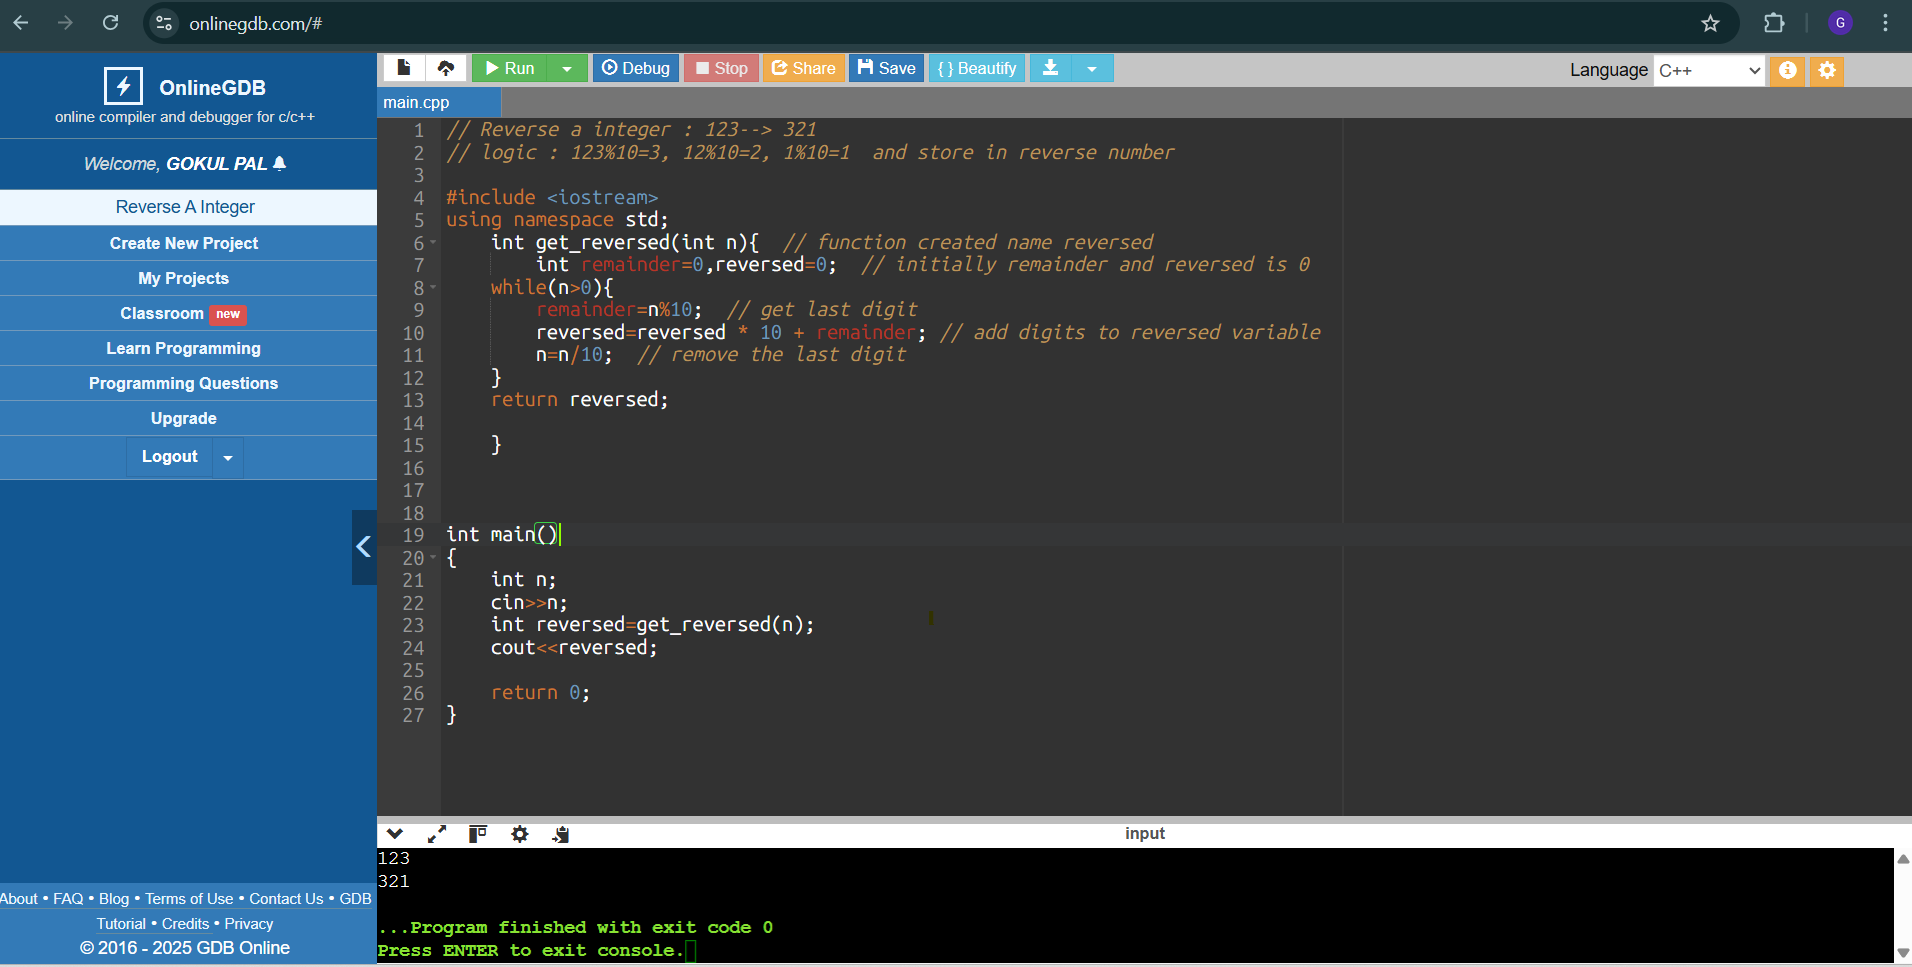 onlinegdb.com/#
G
OnlineGDB
online compiler and debugger for c/c++
Welcome, GOKUL PAL
Reverse A Integer
Create New Project
My Projects
Classroom new
Learn Programming
Programming Questions
Upgrade
Logout
About • FAQ • Blog • Terms of Use • Contact Us • GDB
Tutorial • Credits • Privacy
© 2016 - 2025 GDB Online
Run Debug Stop Share Save { } Beautify
Language C++
main.cpp
1 // Reverse a integer : 123--> 321
2 // logic : 123%10=3, 12%10=2, 1%10=1  and store in reverse number
3
4 #include <iostream>
5 using namespace std;
6     int get_reversed(int n){  // function created name reversed
7         int remainder=0,reversed=0;  // initially remainder and reversed is 0
8     while(n>0){
9         remainder=n%10;  // get last digit
10         reversed=reversed * 10 + remainder; // add digits to reversed variable
11         n=n/10;  // remove the last digit
12     }
13     return reversed;
14
15     }
16
17
18
19 int main()
20 {
21     int n;
22     cin>>n;
23     int reversed=get_reversed(n);
24     cout<<reversed;
25
26     return 0;
27 }
input
123
321
...Program finished with exit code 0
Press ENTER to exit console.